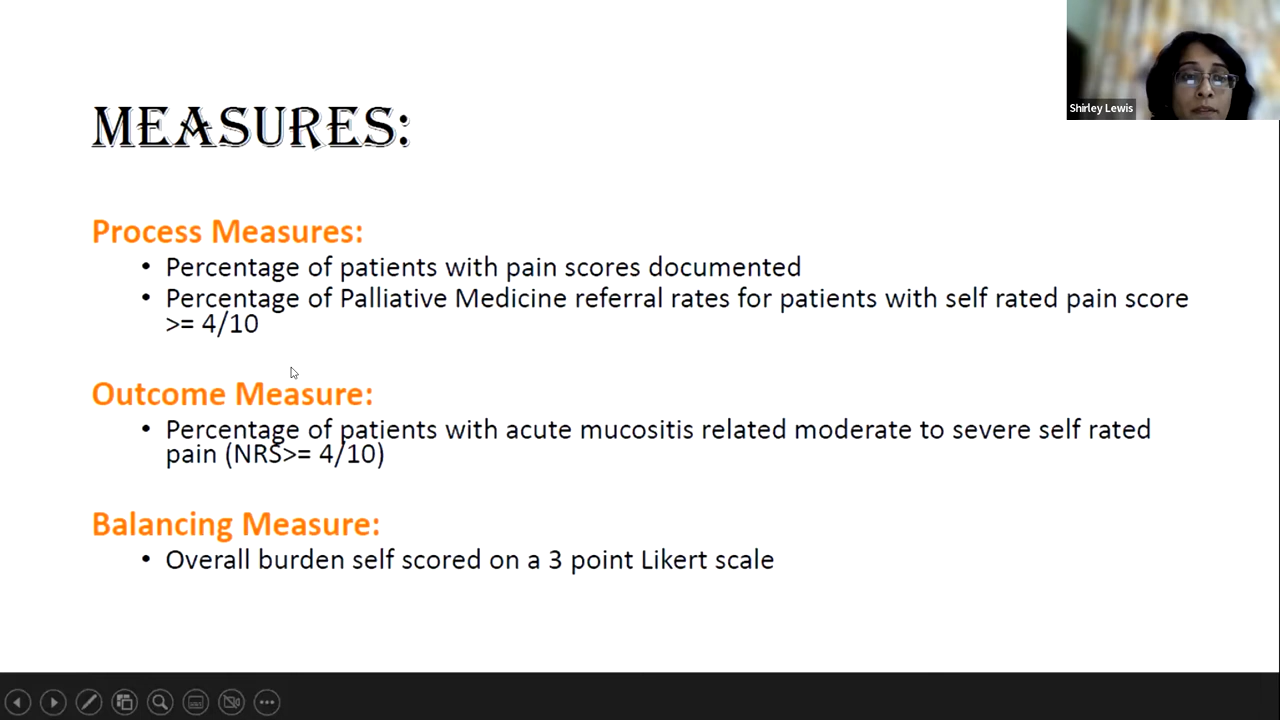 MEASURES:
Shirley Lewis
Process Measures:
• Percentage of patients with pain scores documented
• Percentage of Palliative Medicine referral rates for patients with self rated pain score
>= 4/10
Outcome Measure:
• Percentage of patients with acute mucositis related moderate to severe self rated
pain (NRS>= 4/10)
Balancing Measure:
• Overall burden self scored on a 3 point Likert scale